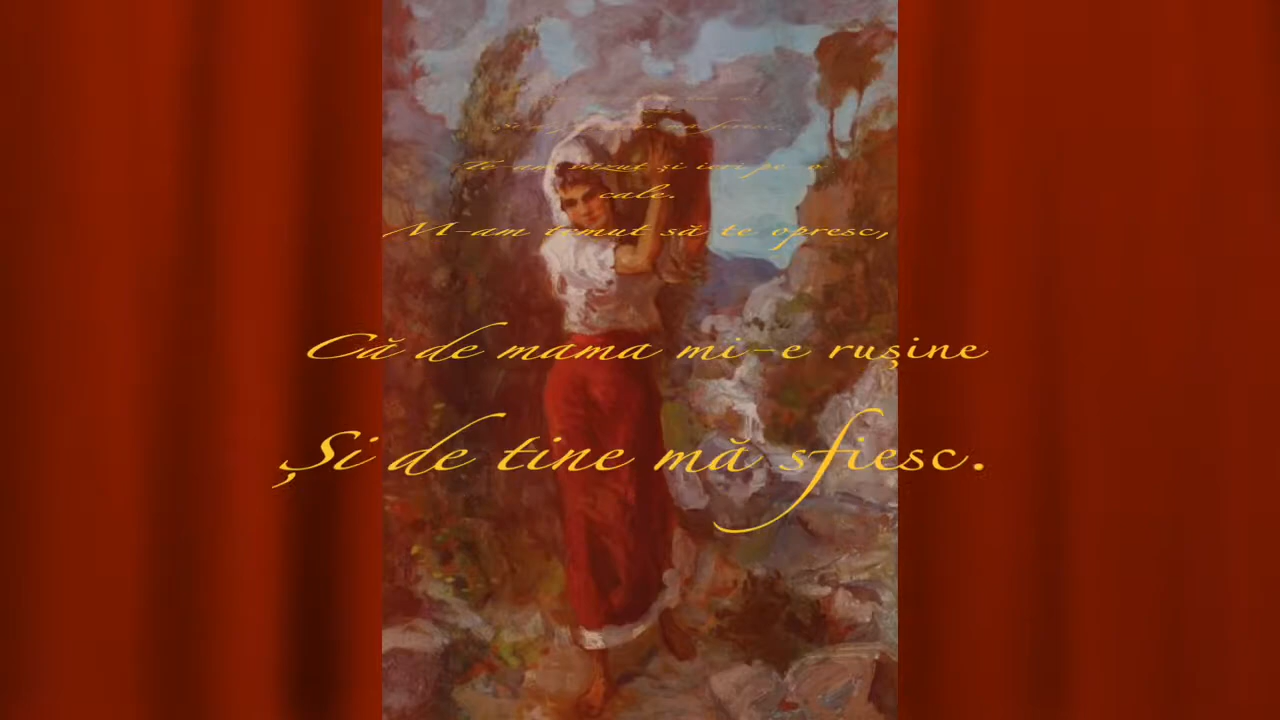 Te-am văzut și ieri pe o
cale.
M-am temut să te opresc,
Că de mama mi-e rușine
Și de tine mă sfiesc.